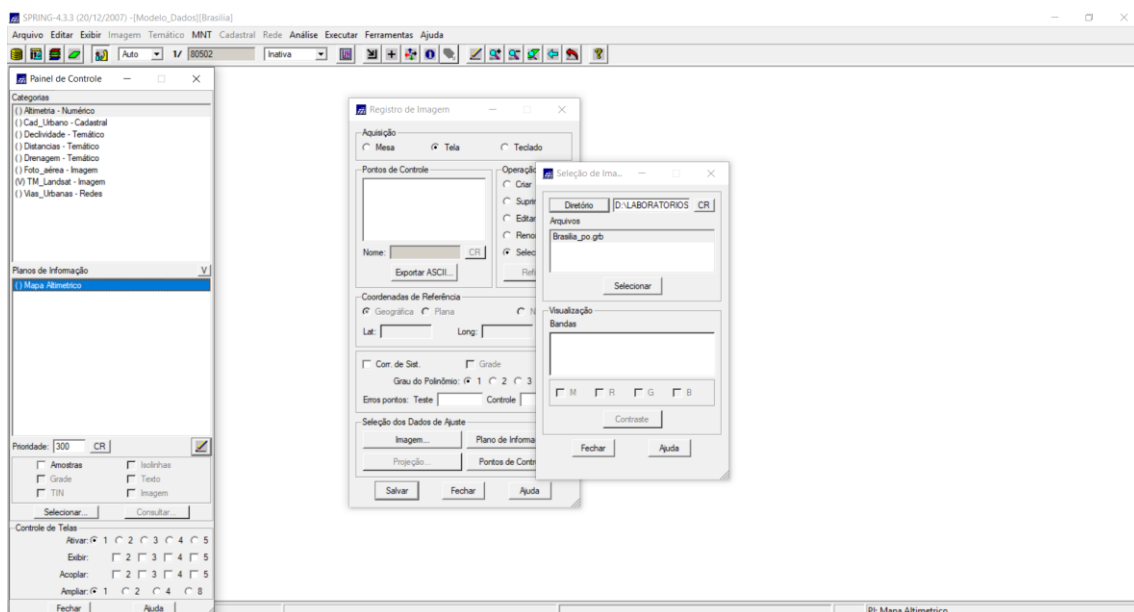 SPRING-4.3.3 (20/12/2007) -[Modelo_Dados][Brasilia]
Arquivo Editar Exibir Imagem Temático MNT Cadastral Rede Análise Executar Ferramentas Ajuda
Auto 1/ 80502 Inativa
Painel de Controle
Categorias
( ) Altimetria - Numérico
( ) Cad_Urbano - Cadastral
( ) Declividade - Temático
( ) Distancias - Temático
( ) Drenagem - Temático
( ) Foto_aérea - Imagem
(V) TM_Landsat - Imagem
( ) Vias_Urbanas - Redes
Planos de Informação V
( ) Mapa Altimetrico
Prioridade: 300 CR
Amostras Isolinhas
Grade Texto
TIN Imagem
Selecionar... Consultar...
Controle de Telas
Ativar: 1 2 3 4 5
Exibir: 2 3 4 5
Acoplar: 2 3 4 5
Ampliar: 1 2 4 8
Fechar Ajuda
Registro de Imagem
Aquisição
Mesa Tela Teclado
Pontos de Controle
Nome: CR
Exportar ASCII...
Operação
Criar
Suprim
Editar
Reno
Selec
Refi
Coordenadas de Referência
Geográfica Plana N
Lat: Long:
Corr. de Sist. Grade
Grau do Polinômio: 1 2 3
Erros pontos: Teste Controle
Seleção dos Dados de Ajuste
Imagem... Plano de Informa
Projeção... Pontos de Contr
Salvar Fechar Ajuda
Seleção de Ima...
Diretório D:\LABORATORIOS CR
Arquivos
Brasilia_po.grb
Selecionar
Visualização
Bandas
M R G B
Contraste
Fechar Ajuda
PI: Mapa Altimetrico